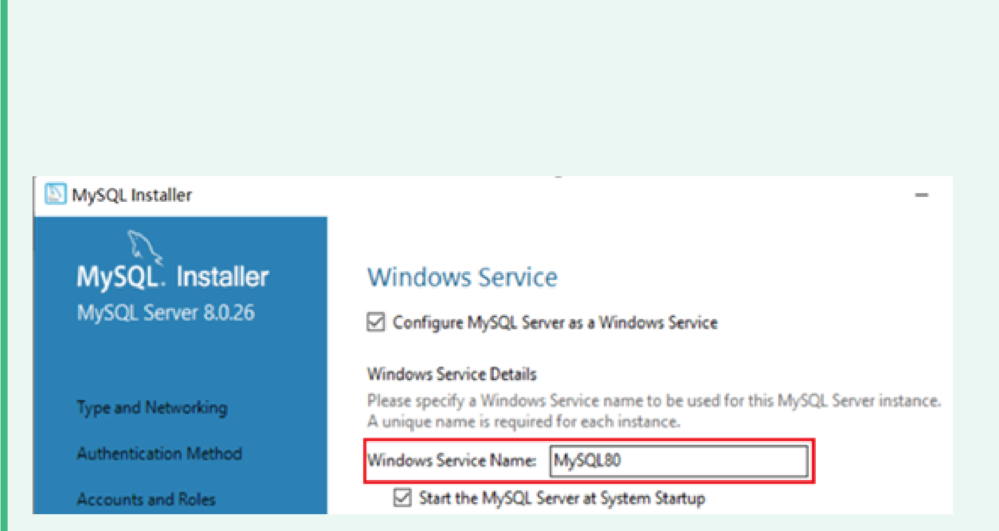 MySQL Installer
MySQL. Installer
MySQL Server 8.0.26
Type and Networking
Authentication Method
Accounts and Roles
Windows Service
Configure MySQL Server as a Windows Service
Windows Service Details
Please specify a Windows Service name to be used for this MySQL Server instance.
A unique name is required for each instance.
Windows Service Name: MySQL80
Start the MySQL Server at System Startup